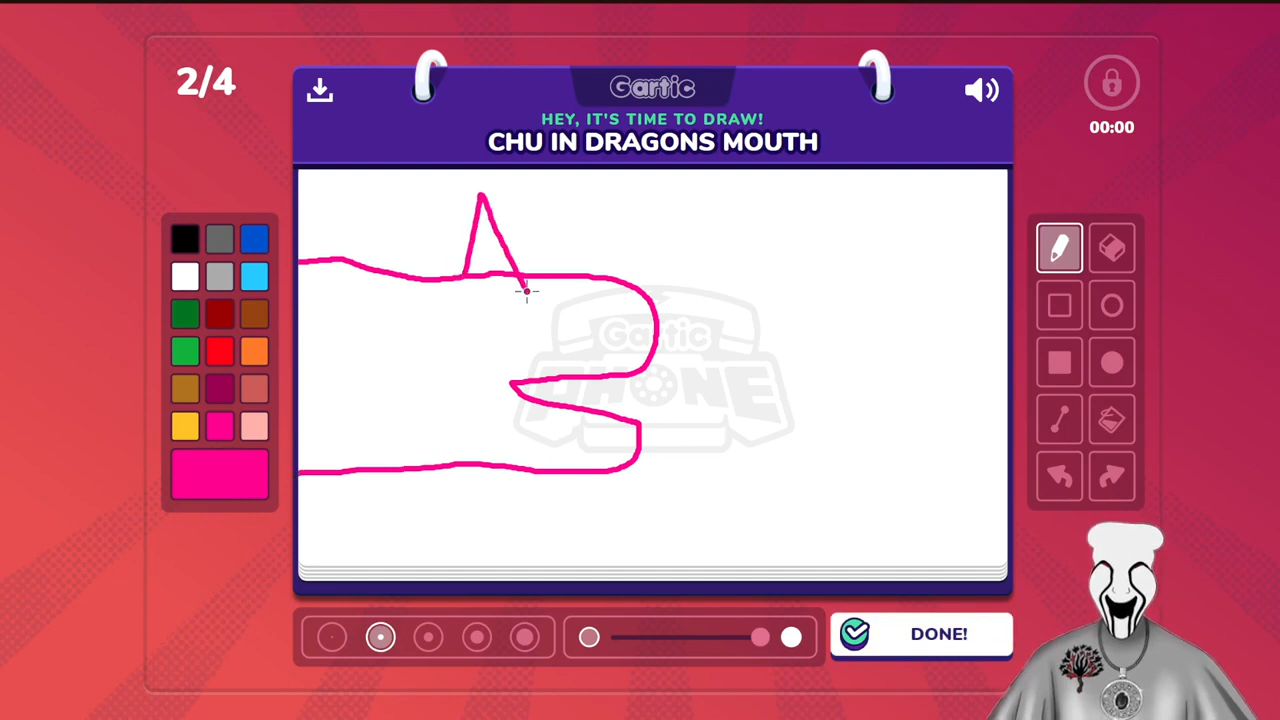 2/4
Gartic
HEY, IT'S TIME TO DRAW!
CHU IN DRAGONS MOUTH
00:00
Gartic
PHONE
DONE!